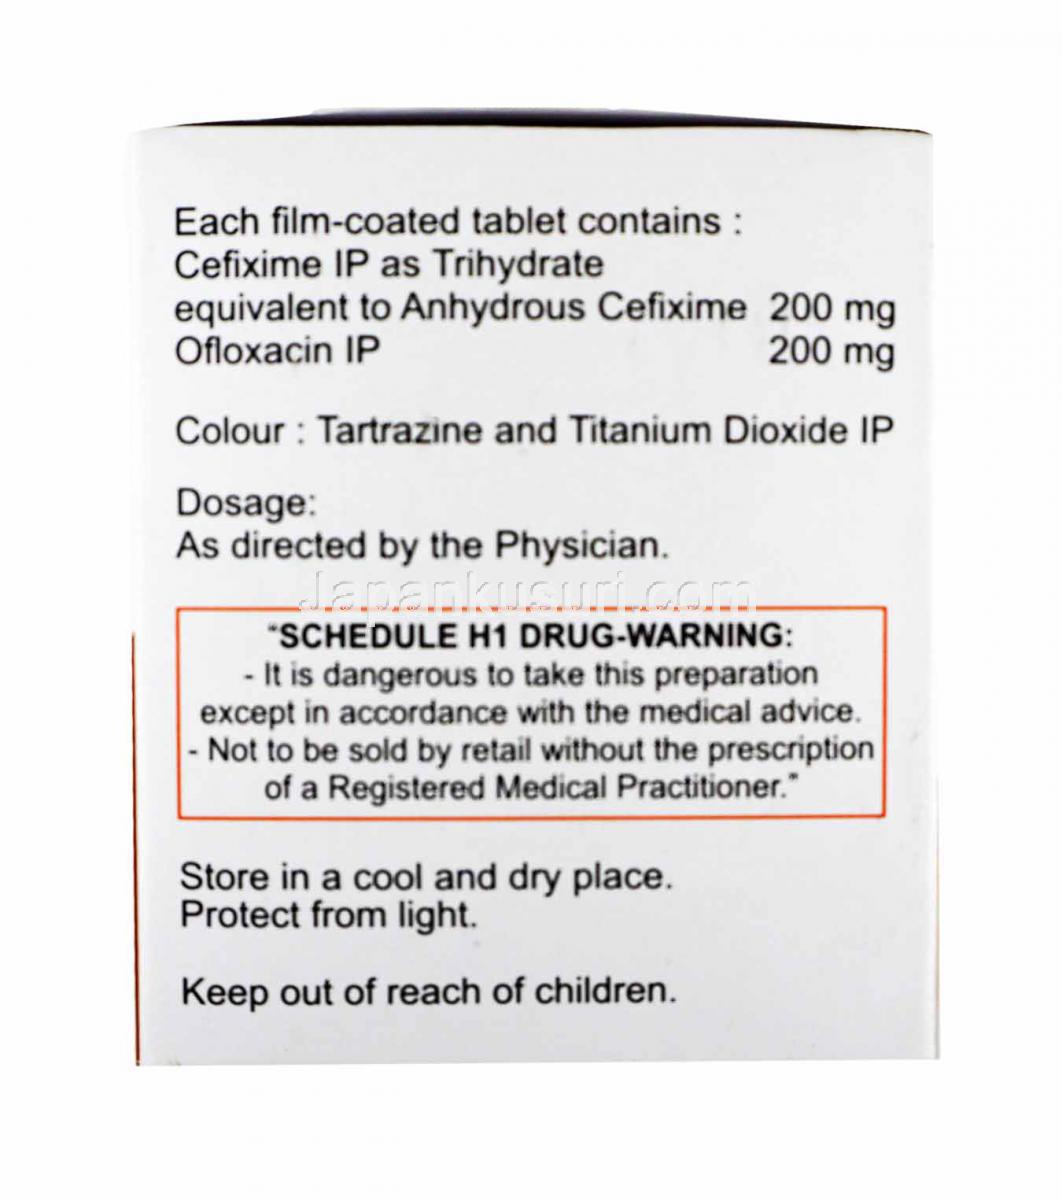 Each film-coated tablet contains :
Cefixime IP as Trihydrate
equivalent to Anhydrous Cefixime 200 mg
Ofloxacin IP 200 mg
Colour : Tartrazine and Titanium Dioxide IP
Dosage:
As directed by the Physician.
Japankusuri.com
"SCHEDULE H1 DRUG-WARNING:
- It is dangerous to take this preparation
except in accordance with the medical advice.
- Not to be sold by retail without the prescription
of a Registered Medical Practitioner."
Store in a cool and dry place.
Protect from light.
Keep out of reach of children.